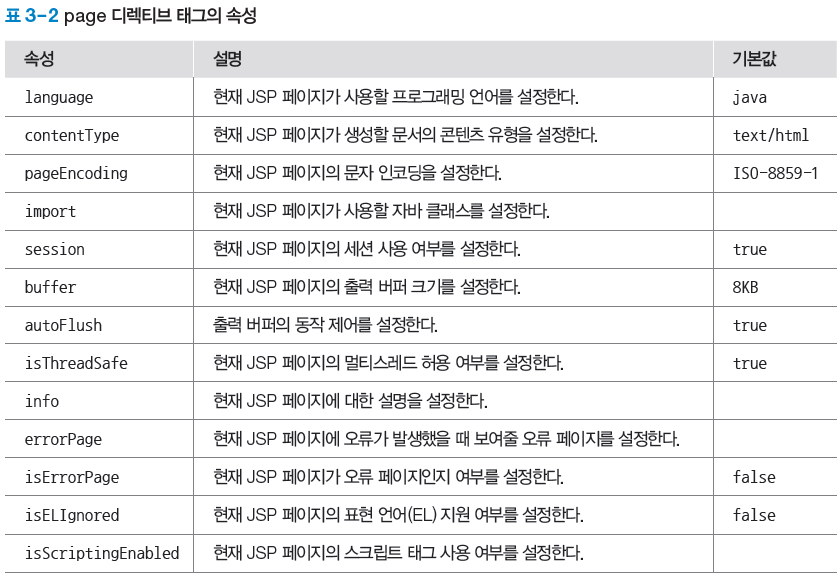 표 3-2 page 디렉티브 태그의 속성
속성 설명 기본값
language 현재 JSP 페이지가 사용할 프로그래밍 언어를 설정한다. java
contentType 현재 JSP 페이지가 생성할 문서의 콘텐츠 유형을 설정한다. text/html
pageEncoding 현재 JSP 페이지의 문자 인코딩을 설정한다. ISO-8859-1
import 현재 JSP 페이지가 사용할 자바 클래스를 설정한다.
session 현재 JSP 페이지의 세션 사용 여부를 설정한다. true
buffer 현재 JSP 페이지의 출력 버퍼 크기를 설정한다. 8KB
autoFlush 출력 버퍼의 동작 제어를 설정한다. true
isThreadSafe 현재 JSP 페이지의 멀티스레드 허용 여부를 설정한다. true
info 현재 JSP 페이지에 대한 설명을 설정한다.
errorPage 현재 JSP 페이지에 오류가 발생했을 때 보여줄 오류 페이지를 설정한다.
isErrorPage 현재 JSP 페이지가 오류 페이지인지 여부를 설정한다. false
isELIgnored 현재 JSP 페이지의 표현 언어(EL) 지원 여부를 설정한다. false
isScriptingEnabled 현재 JSP 페이지의 스크립트 태그 사용 여부를 설정한다.